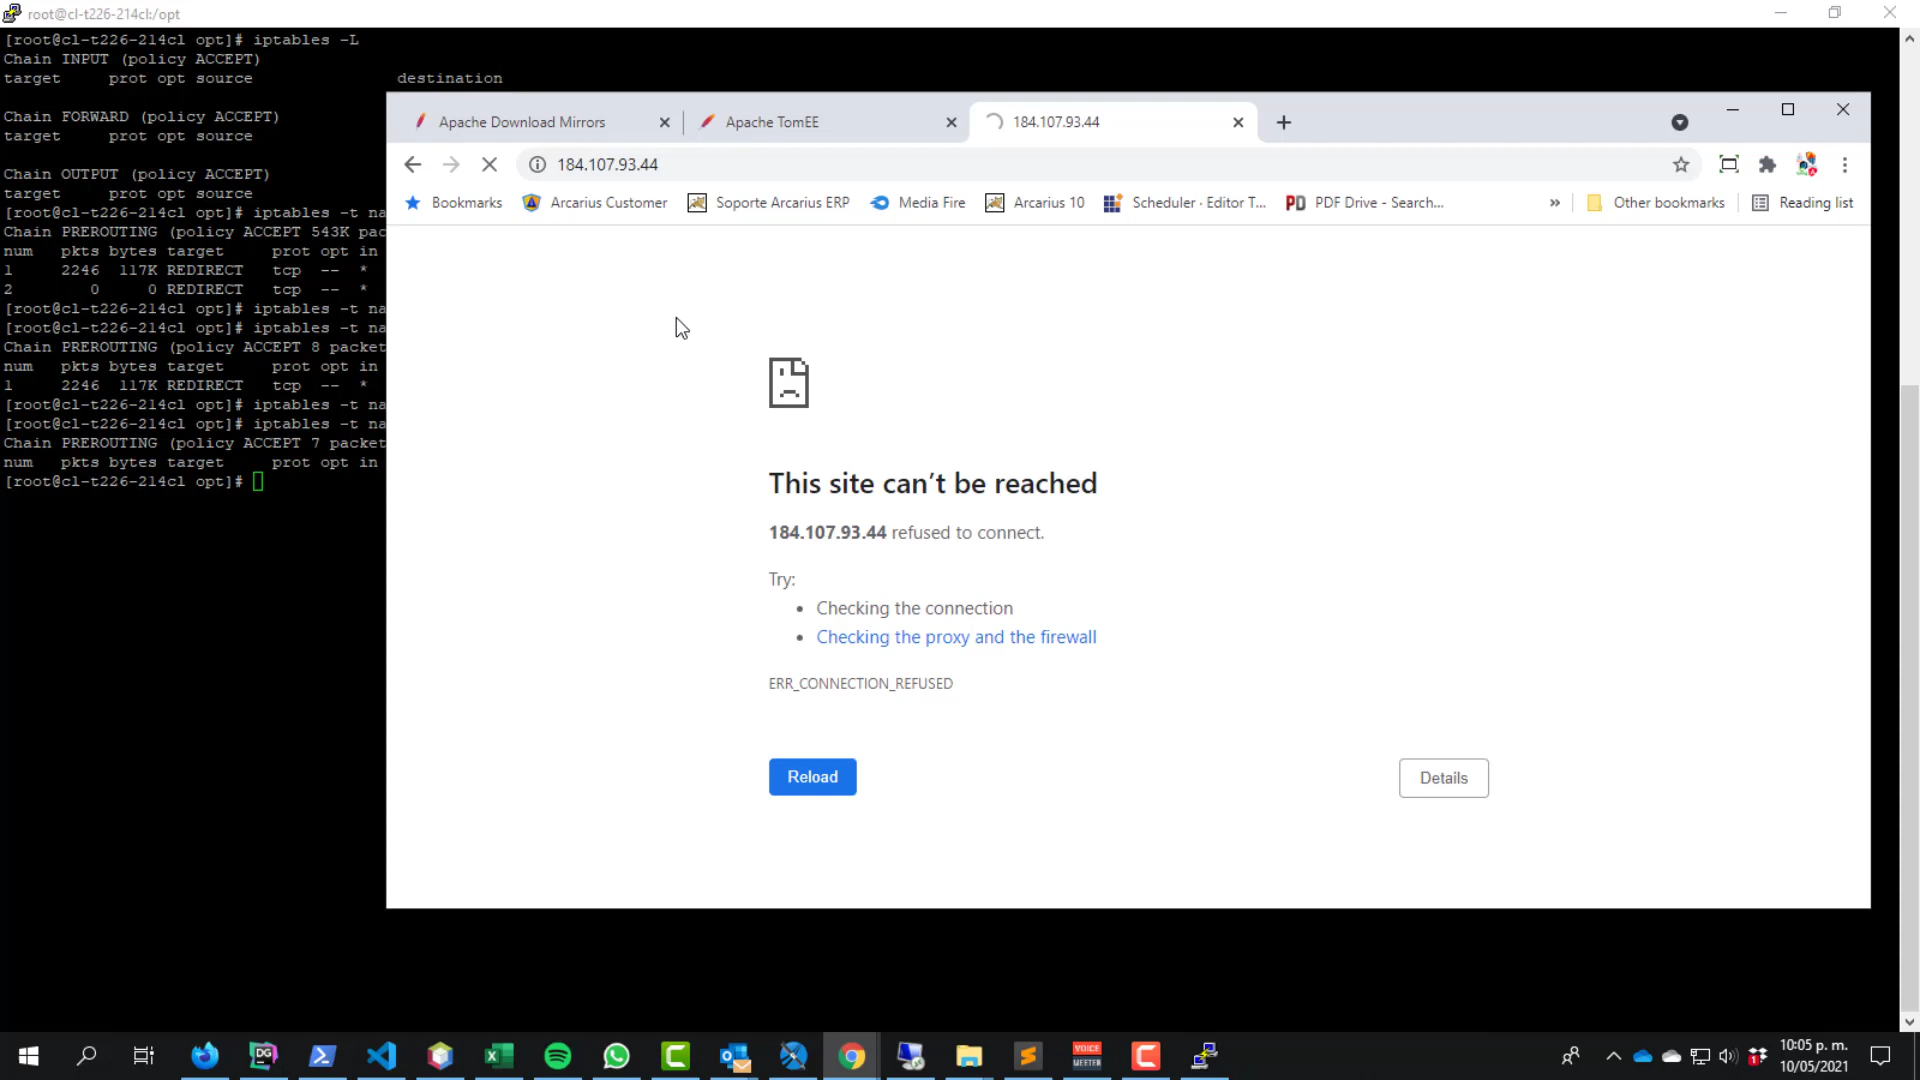 root@cl-t226-214cl:/opt
[root@cl-t226-214cl opt]# iptables -L
Chain INPUT (policy ACCEPT)
target     prot opt source               destination
Chain FORWARD (policy ACCEPT)
target     prot opt source
Chain OUTPUT (policy ACCEPT)
target     prot opt source
[root@cl-t226-214cl opt]# iptables -t na
Chain PREROUTING (policy ACCEPT 543K pac
num   pkts bytes target     prot opt in
1     2246  117K REDIRECT   tcp  --  *
2        0     0 REDIRECT   tcp  --  *
[root@cl-t226-214cl opt]# iptables -t na
[root@cl-t226-214cl opt]# iptables -t na
Chain PREROUTING (policy ACCEPT 8 packet
num   pkts bytes target     prot opt in
1     2246  117K REDIRECT   tcp  --  *
[root@cl-t226-214cl opt]# iptables -t na
[root@cl-t226-214cl opt]# iptables -t na
Chain PREROUTING (policy ACCEPT 7 packet
num   pkts bytes target     prot opt in
[root@cl-t226-214cl opt]#
Apache Download Mirrors
Apache TomEE
184.107.93.44
184.107.93.44
Bookmarks
Arcarius Customer
Soporte Arcarius ERP
Media Fire
Arcarius 10
Scheduler · Editor T...
PD PDF Drive - Search...
»
Other bookmarks
Reading list
This site can’t be reached
184.107.93.44 refused to connect.
Try:
• Checking the connection
• Checking the proxy and the firewall
ERR_CONNECTION_REFUSED
Reload
Details
DG
VOICE
MEETER
10:05 p. m.
10/05/2021